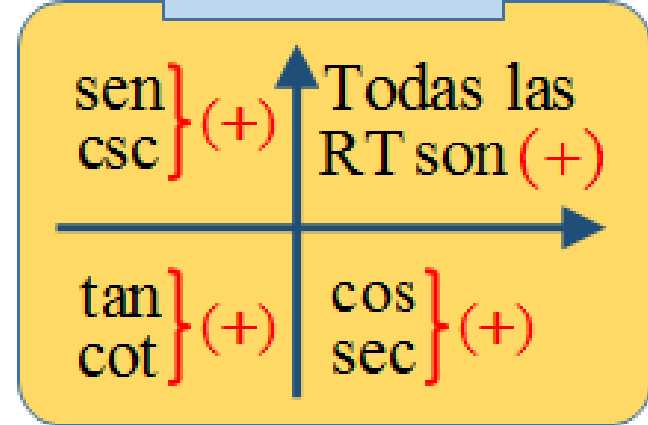 sen
csc } (+)
Todas las
RT son (+)
tan
cot } (+)
cos
sec } (+)